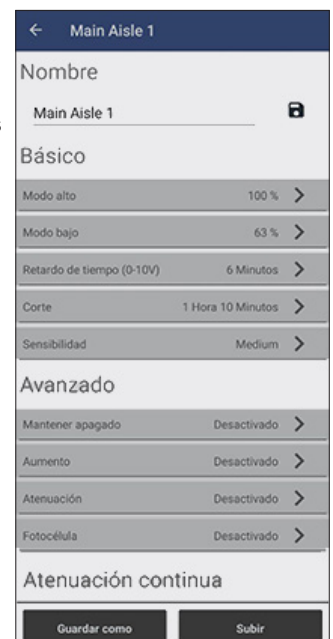 ← Main Aisle 1
Nombre
Main Aisle 1
s
Básico
Modo alto 100 % >
Modo bajo 63 % >
Retardo de tiempo (0-10V) 6 Minutos >
Corte 1 Hora 10 Minutos >
Sensibilidad Medium >
Avanzado
Mantener apagado Desactivado >
Aumento Desactivado >
Atenuación Desactivado >
Fotocélula Desactivado >
Atenuación continua
Guardar como Subir